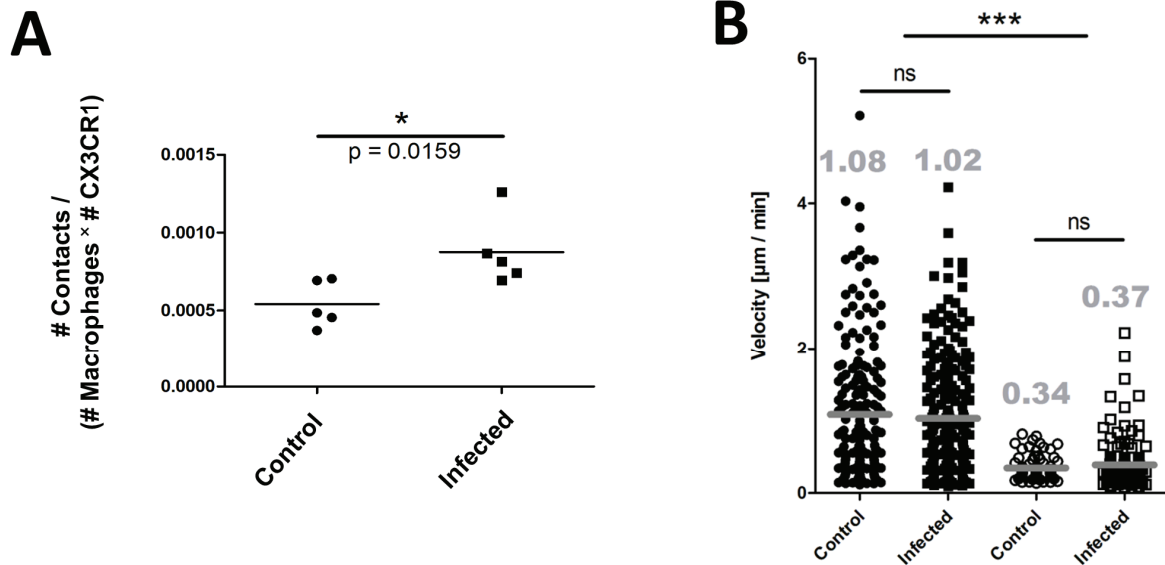 A
# Contacts /
(# Macrophages × # CX3CR1)
0.0015
0.0010
0.0005
0.0000
*
p = 0.0159
Control
Infected
B
Velocity [µm / min]
6
4
2
0
***
ns
ns
1.08
1.02
0.34
0.37
Control
Infected
Control
Infected